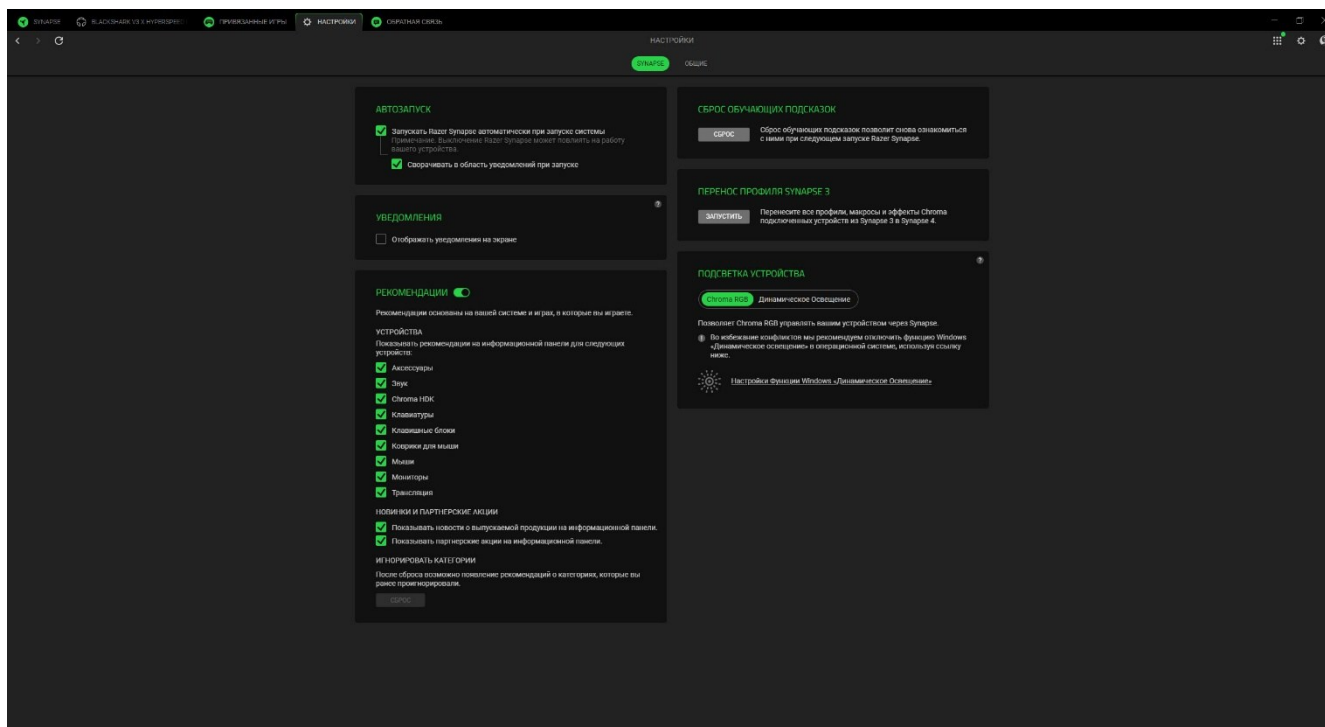 SYNAPSE
BLACKSHARK V3 X HYPERSPEED
ПРИВЯЗАННЫЕ ИГРЫ
НАСТРОЙКИ
ОБРАТНАЯ СВЯЗЬ
НАСТРОЙКИ
SYNAPSE
ОБЩИЕ
АВТОЗАПУСК
Запускать Razer Synapse автоматически при запуске системы
Примечание. Выключение Razer Synapse может повлиять на работу
вашего устройства.
Сворачивать в область уведомлений при запуске
УВЕДОМЛЕНИЯ
Отображать уведомления на экране
РЕКОМЕНДАЦИИ
Рекомендации основаны на вашей системе и играх, в которые вы играете.
УСТРОЙСТВА
Показывать рекомендации на информационной панели для следующих
устройств:
Аксессуары
Звук
Chroma HDK
Клавиатуры
Клавишные блоки
Коврики для мыши
Мыши
Мониторы
Трансляция
НОВИНКИ И ПАРТНЕРСКИЕ АКЦИИ
Показывать новости о выпускаемой продукции на информационной панели.
Показывать партнерские акции на информационной панели.
ИГНОРИРОВАТЬ КАТЕГОРИИ
После сброса возможно появление рекомендаций о категориях, которые вы
ранее проигнорировали.
СБРОС
СБРОС ОБУЧАЮЩИХ ПОДСКАЗОК
СБРОС
Сброс обучающих подсказок позволит снова ознакомиться
с ними при следующем запуске Razer Synapse.
ПЕРЕНОС ПРОФИЛЯ SYNAPSE 3
ЗАПУСТИТЬ
Перенесите все профили, макросы и эффекты Chroma
подключенных устройств из Synapse 3 в Synapse 4.
ПОДСВЕТКА УСТРОЙСТВА
Chroma RGB
Динамическое Освещение
Позволяет Chroma RGB управлять вашим устройством через Synapse.
Во избежание конфликтов мы рекомендуем отключить функцию Windows
«Динамическое освещение» в операционной системе, используя ссылку
ниже.
Настройки Функции Windows «Динамическое Освещение»